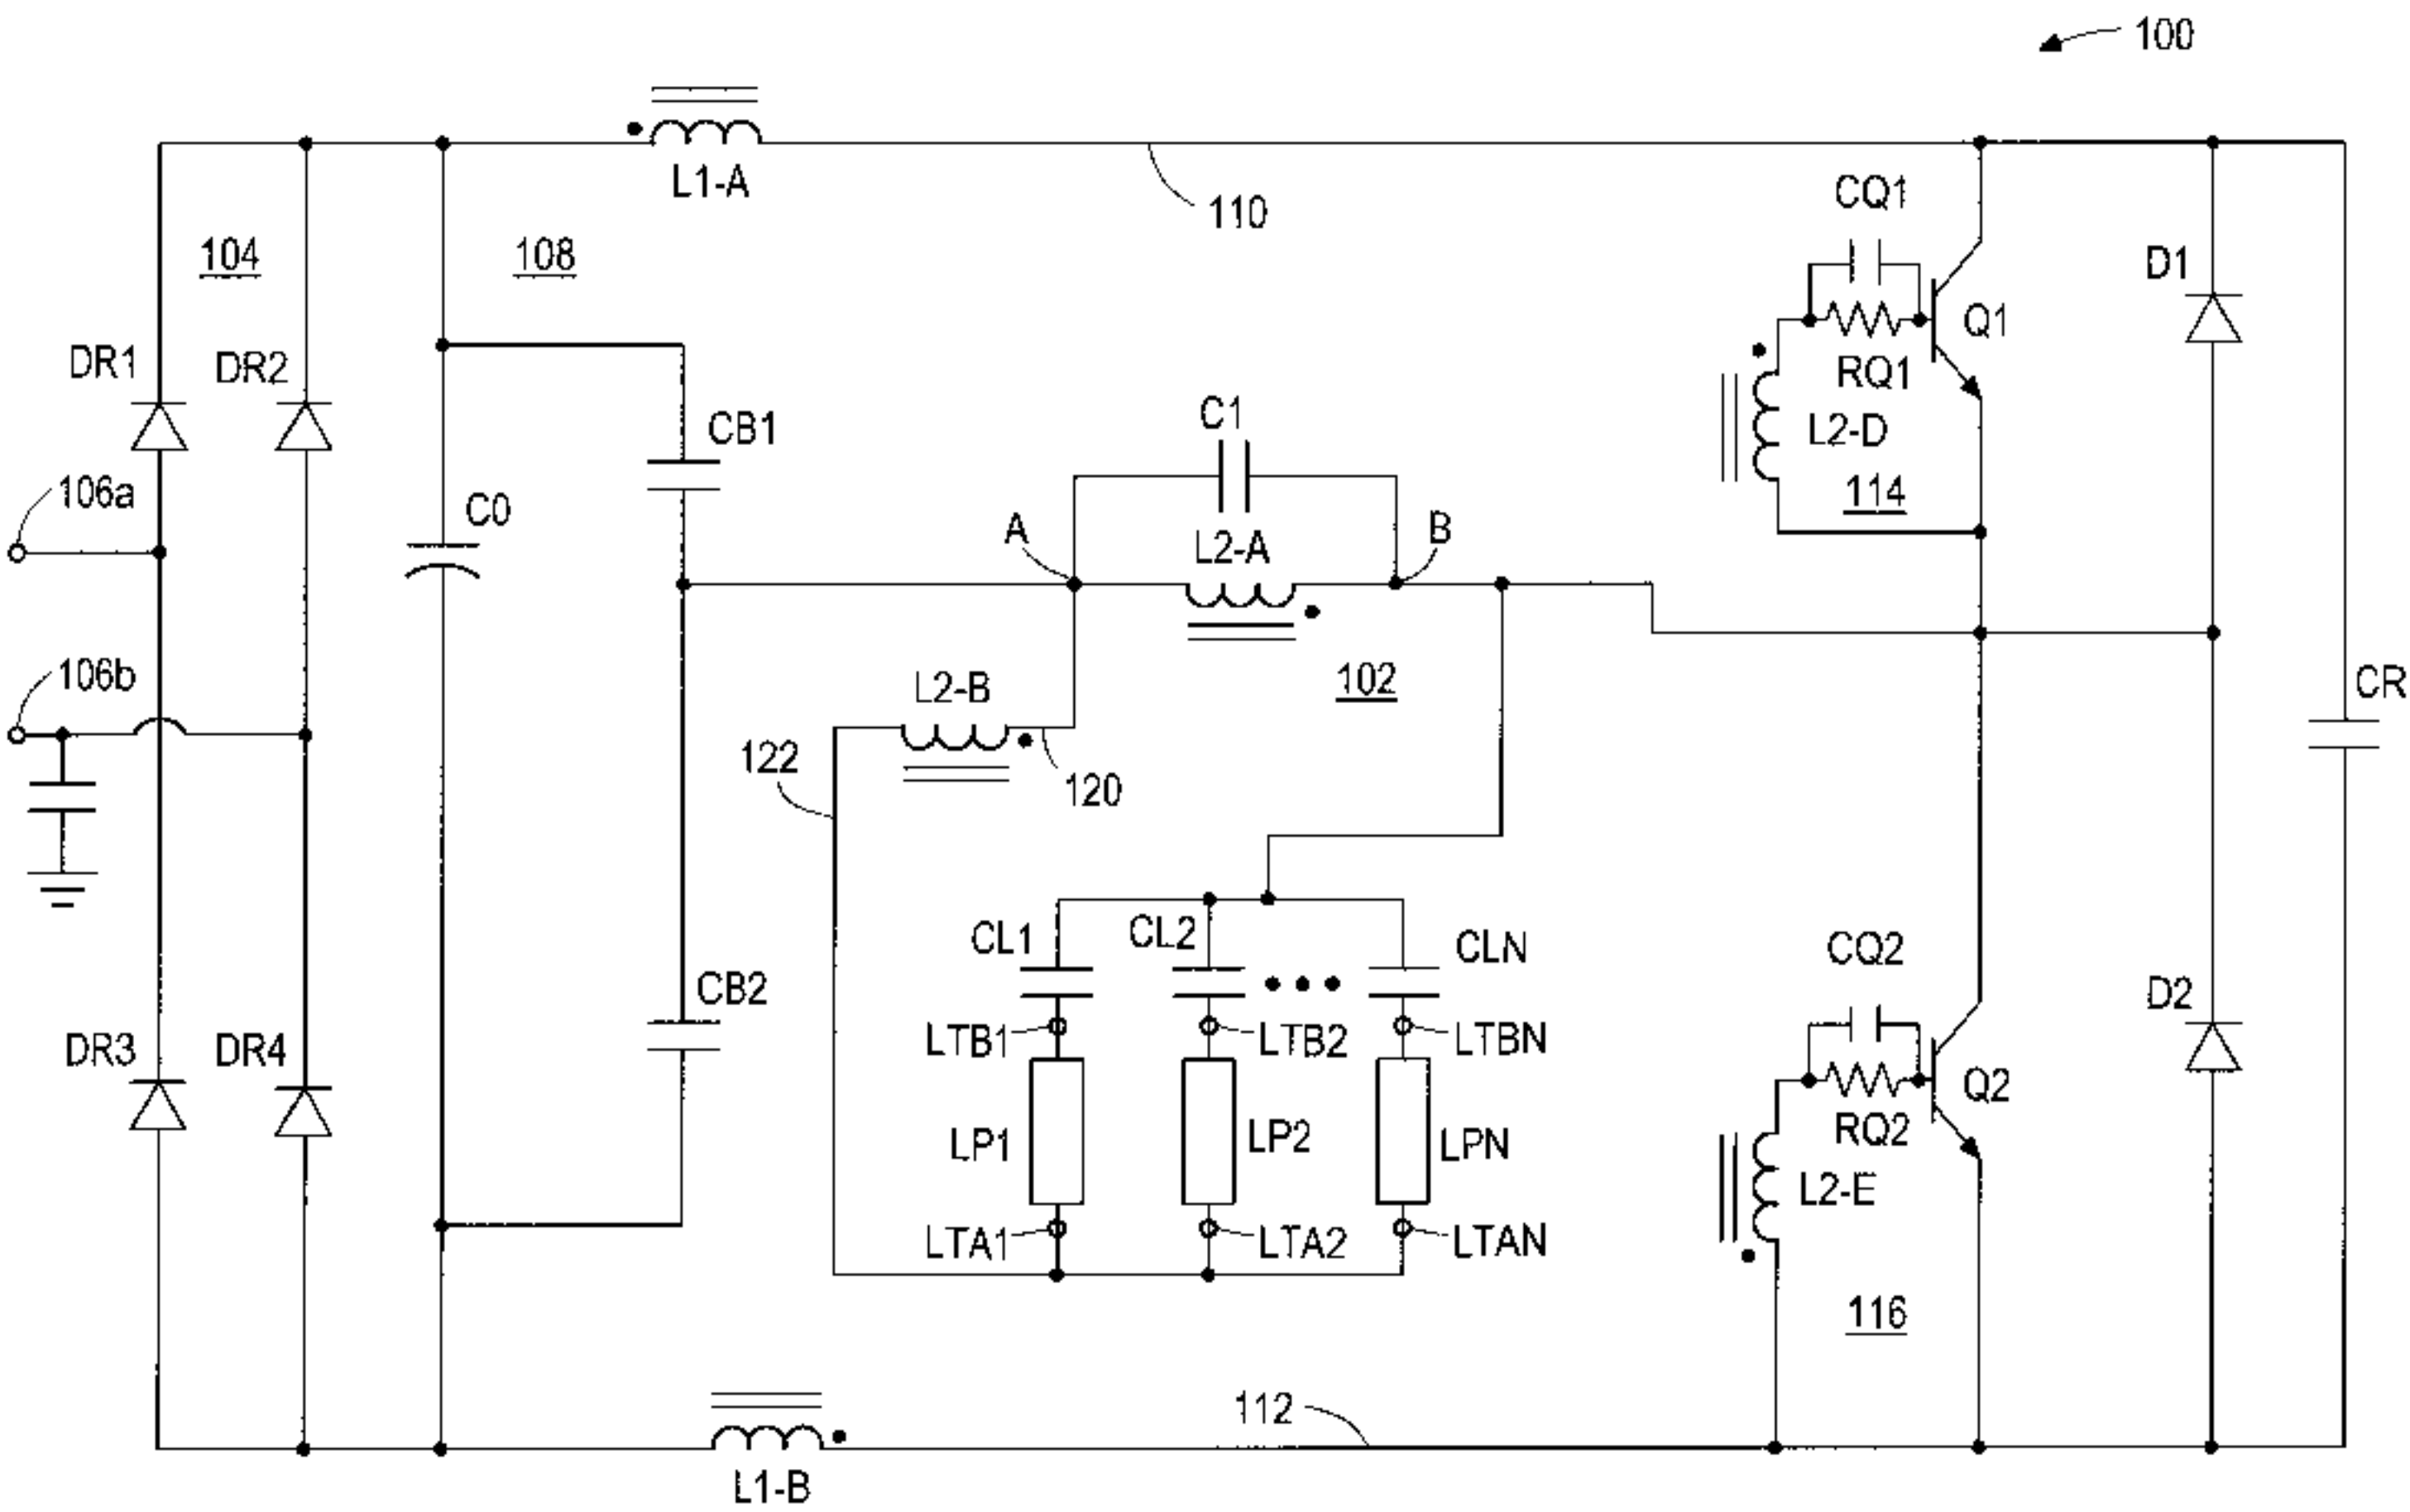 100
L1-A
110
CQ1
104
108
D1
Q1
DR1
DR2
RQ1
CB1
C1
L2-D
106a
C0
A
L2-A
B
114
106b
L2-B
102
CR
122
120
CL1
CL2
CLN
CQ2
CB2
D2
LTB1
LTB2
LTBN
DR3
DR4
Q2
RQ2
LP1
LP2
LPN
L2-E
LTA1
LTA2
LTAN
116
112
L1-B